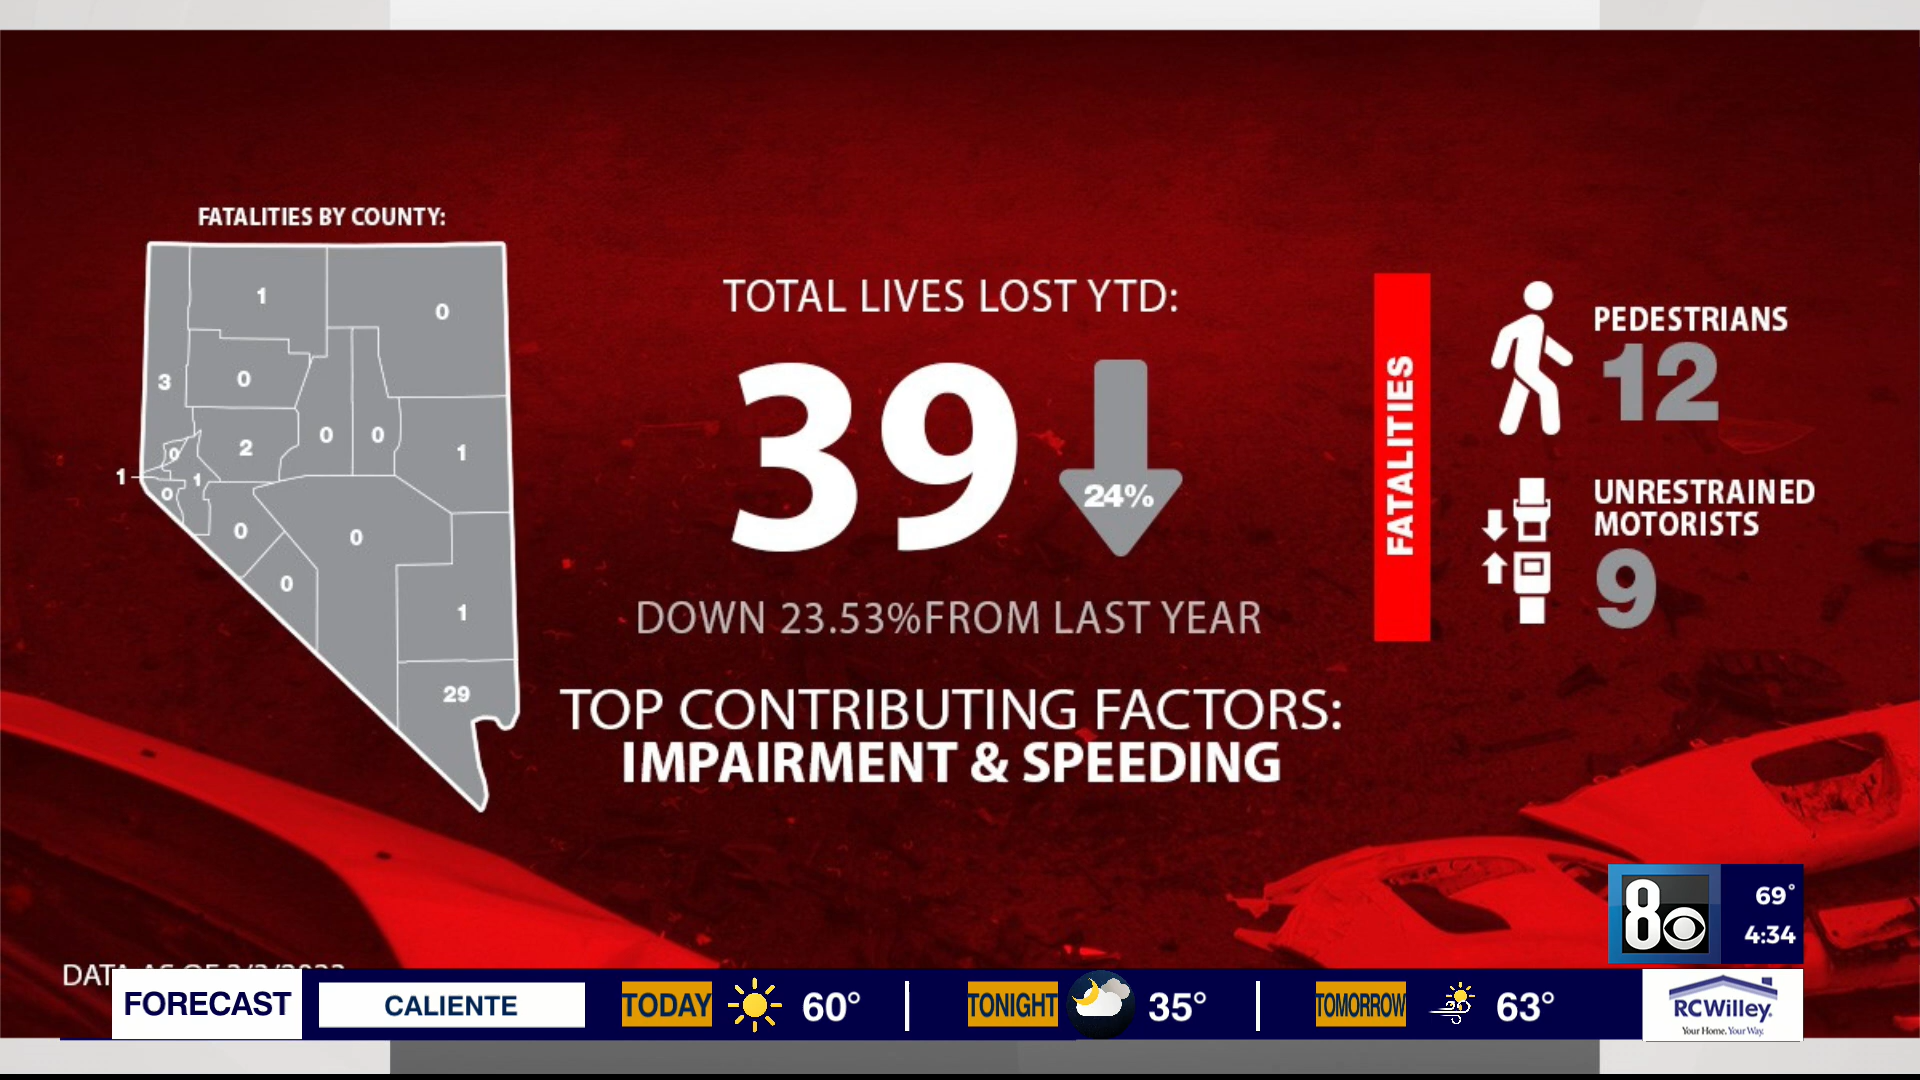 FATALITIES BY COUNTY:
1
0
3
0
2
0
0
1
0
1
1
0
0
0
0
1
29
TOTAL LIVES LOST YTD:
39
24%
DOWN 23.53%FROM LAST YEAR
TOP CONTRIBUTING FACTORS:
IMPAIRMENT & SPEEDING
FATALITIES
PEDESTRIANS
12
UNRESTRAINED
MOTORISTS
9
8
69°
4:34
DATA AS OF
FORECAST
CALIENTE
TODAY
60°
TONIGHT
35°
TOMORROW
63°
RCWilley.
Your Home. Your Way.